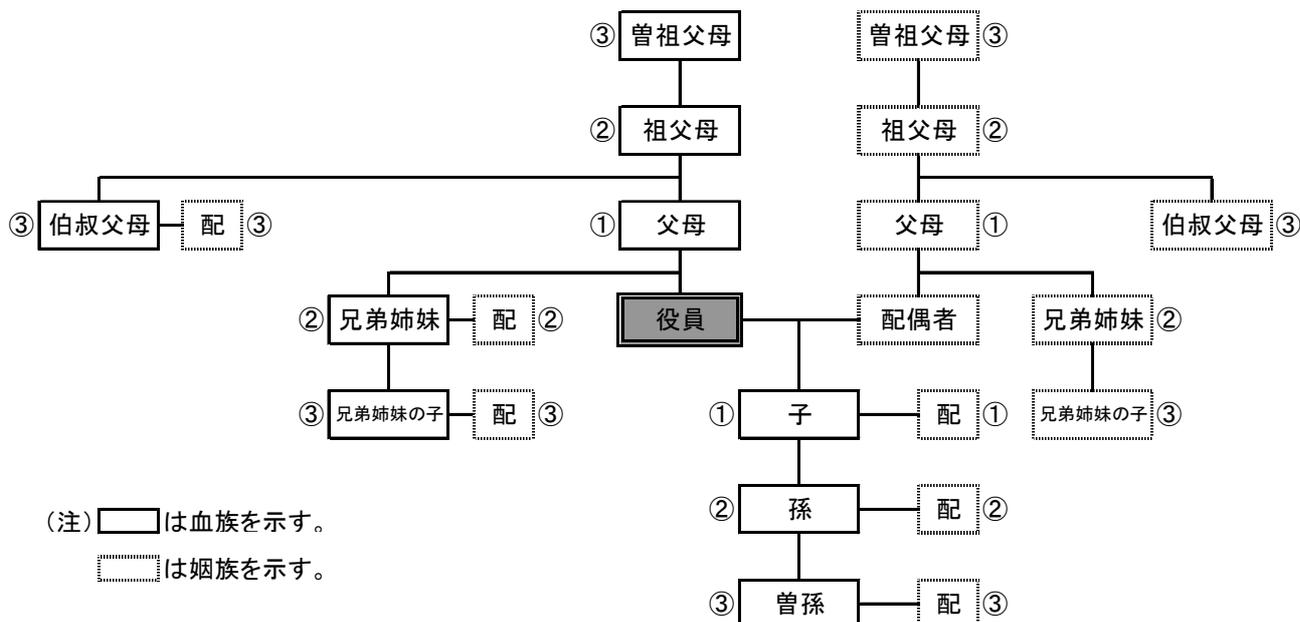 ③曽祖父母 曽祖父母③
②祖父母 祖父母②
③伯叔父母 配③ ①父母 父母① 伯叔父母③
②兄弟姉妹 配② 役員 配偶者 兄弟姉妹②
③兄弟姉妹の子 配③ ①子 配① 兄弟姉妹の子③
②孫 配②
(注) は血族を示す。
は姻族を示す。
③曽孫 配③